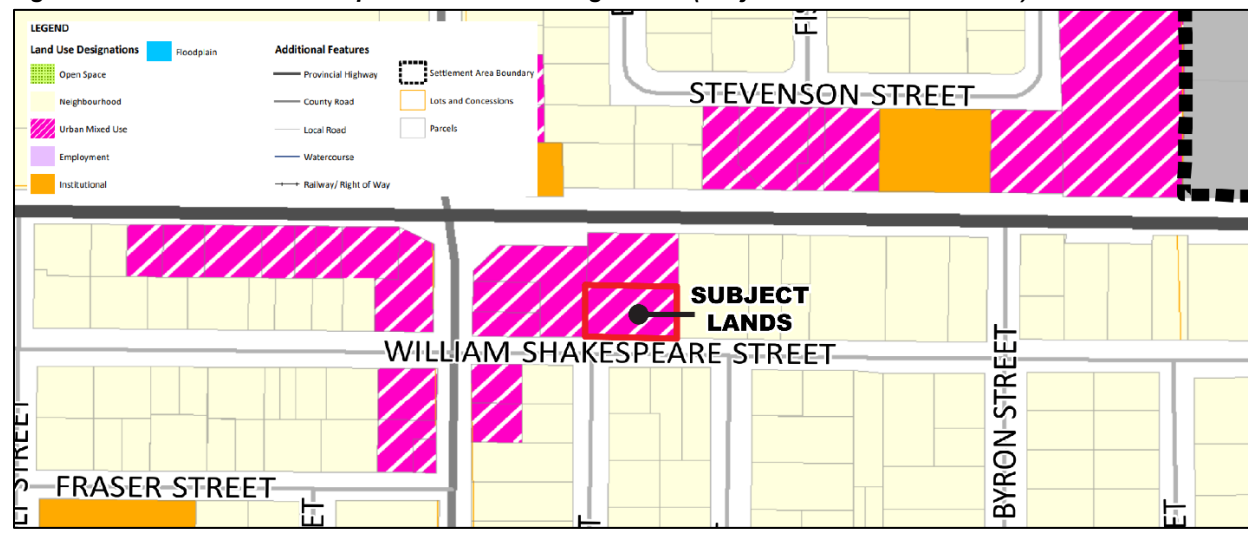 LEGEND
Land Use Designations
Floodplain
Open Space
Neighbourhood
Urban Mixed Use
Employment
Institutional
Additional Features
Provincial Highway
County Road
Local Road
Watercourse
Railway/ Right of Way
Settlement Area Boundary
Lots and Concessions
Parcels
STEVENSON STREET
SUBJECT
LANDS
WILLIAM SHAKESPEARE STREET
BYRON STREET
STREET
FRASER STREET